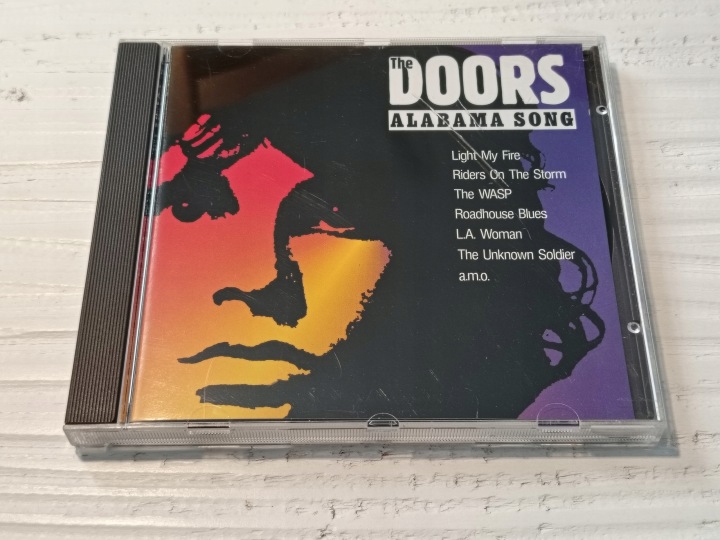 The
DOORS
ALABAMA SONG
Light My Fire
Riders On The Storm
The WASP
Roadhouse Blues
L.A. Woman
The Unknown Soldier
a.m.o.